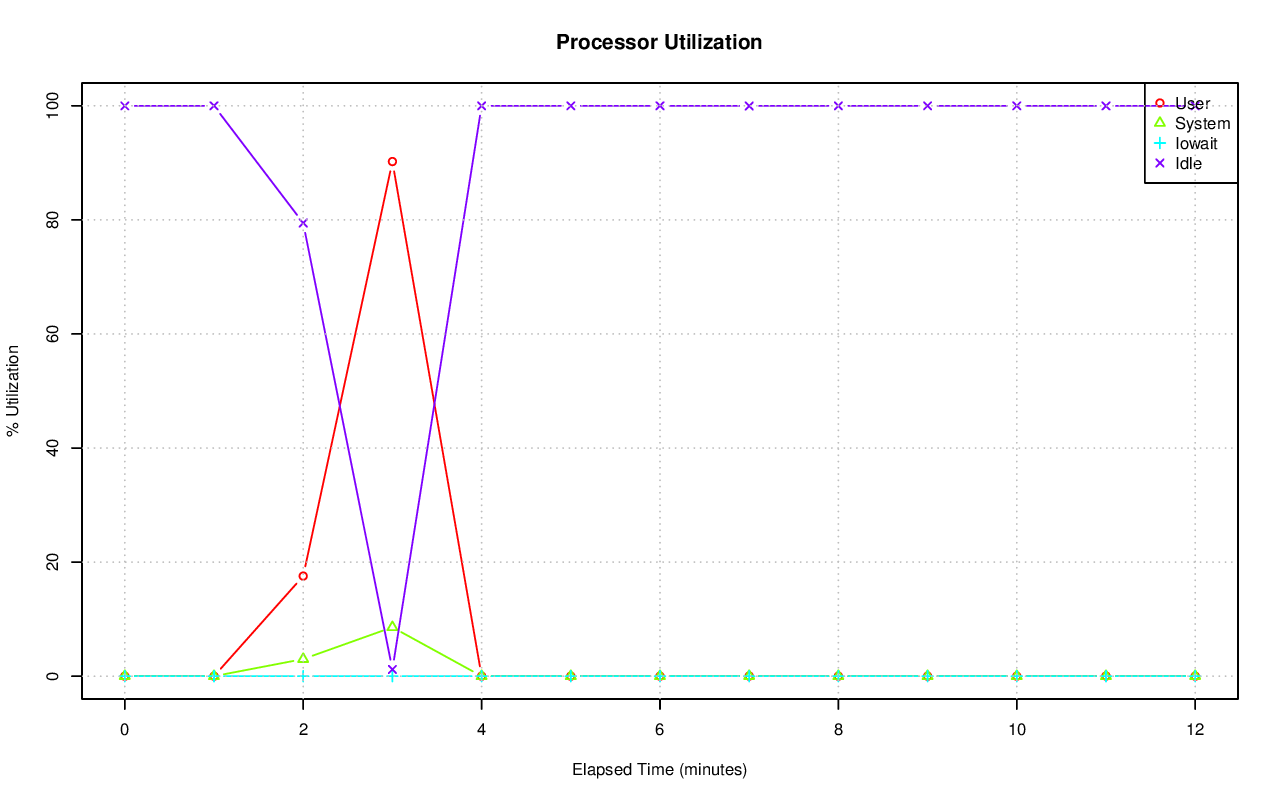 Processor Utilization
100
80
60
40
20
0
% Utilization
User
System
Iowait
Idle
0 2 4 6 8 10 12
Elapsed Time (minutes)